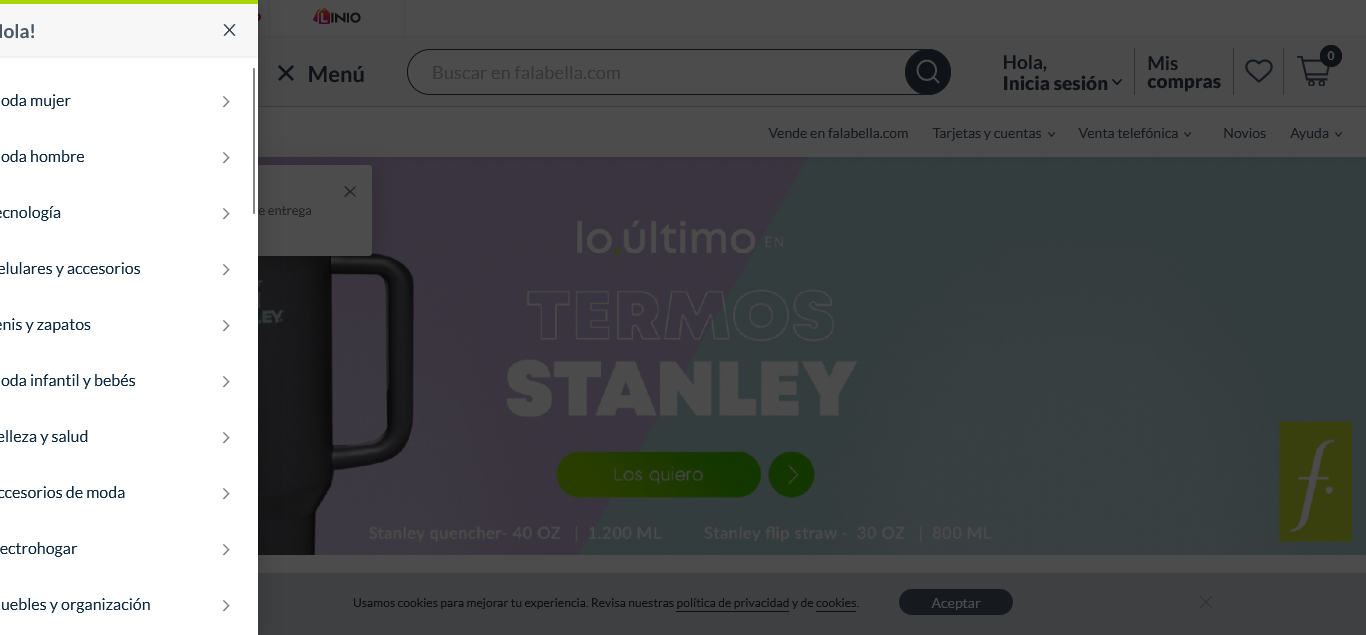 LINIO
Hola!
Menú
Buscar en falabella.com
Hola,
Inicia sesión
Mis
compras
0
Vende en falabella.com
Tarjetas y cuentas
Venta telefónica
Novios
Ayuda
oda mujer
oda hombre
ecnología
elulares y accesorios
enis y zapatos
oda infantil y bebés
elleza y salud
ccesorios de moda
ectrohogar
uebles y organización
e entrega
lo.último EN
TERMOS
STANLEY
Los quiero
Stanley quencher- 40 OZ | 1.200 ML
Stanley flip straw - 30 OZ | 800 ML
f.
Usamos cookies para mejorar tu experiencia. Revisa nuestras política de privacidad y de cookies.
Aceptar